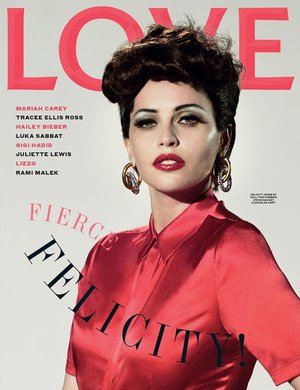 LOVE
MARIAH CAREY
TRACEE ELLIS ROSS
HAILEY BIEBER
LUKA SABBAT
GIGI HADID
JULIETTE LEWIS
LIZZO
RAMI MALEK
FIERCE
FELICITY!